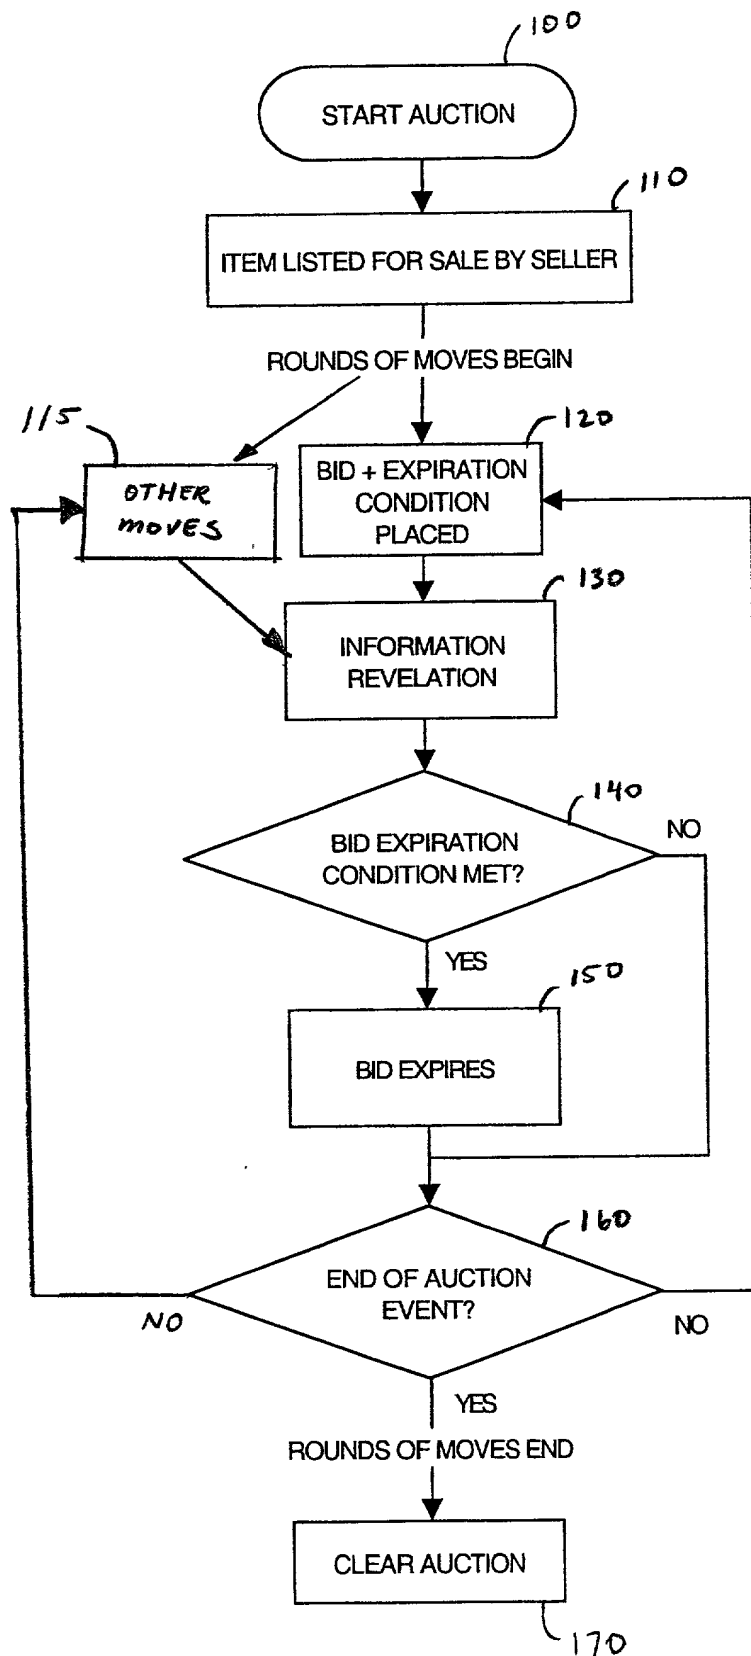 100
START AUCTION
110
ITEM LISTED FOR SALE BY SELLER
ROUNDS OF MOVES BEGIN
115
120
OTHER
MOVES
BID + EXPIRATION
CONDITION
PLACED
130
INFORMATION
REVELATION
140
BID EXPIRATION
CONDITION MET?
NO
YES
150
BID EXPIRES
160
END OF AUCTION
EVENT?
NO
NO
YES
ROUNDS OF MOVES END
CLEAR AUCTION
170